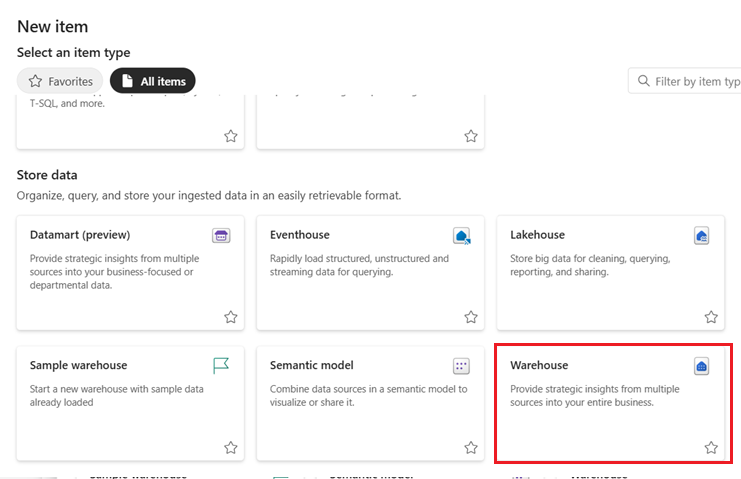 New item
Select an item type
Favorites
All items
Filter by item typ
T-SQL, and more.
Store data
Organize, query, and store your ingested data in an easily retrievable format.
Datamart (preview)
Provide strategic insights from multiple
sources into your business-focused or
departmental data.
Eventhouse
Rapidly load structured, unstructured and
streaming data for querying.
Lakehouse
Store big data for cleaning, querying,
reporting, and sharing.
Sample warehouse
Start a new warehouse with sample data
already loaded
Semantic model
Combine data sources in a semantic model to
visualize or share it.
Warehouse
Provide strategic insights from multiple
sources into your entire business.
Sample warehouse
Semantic model
Warehouse